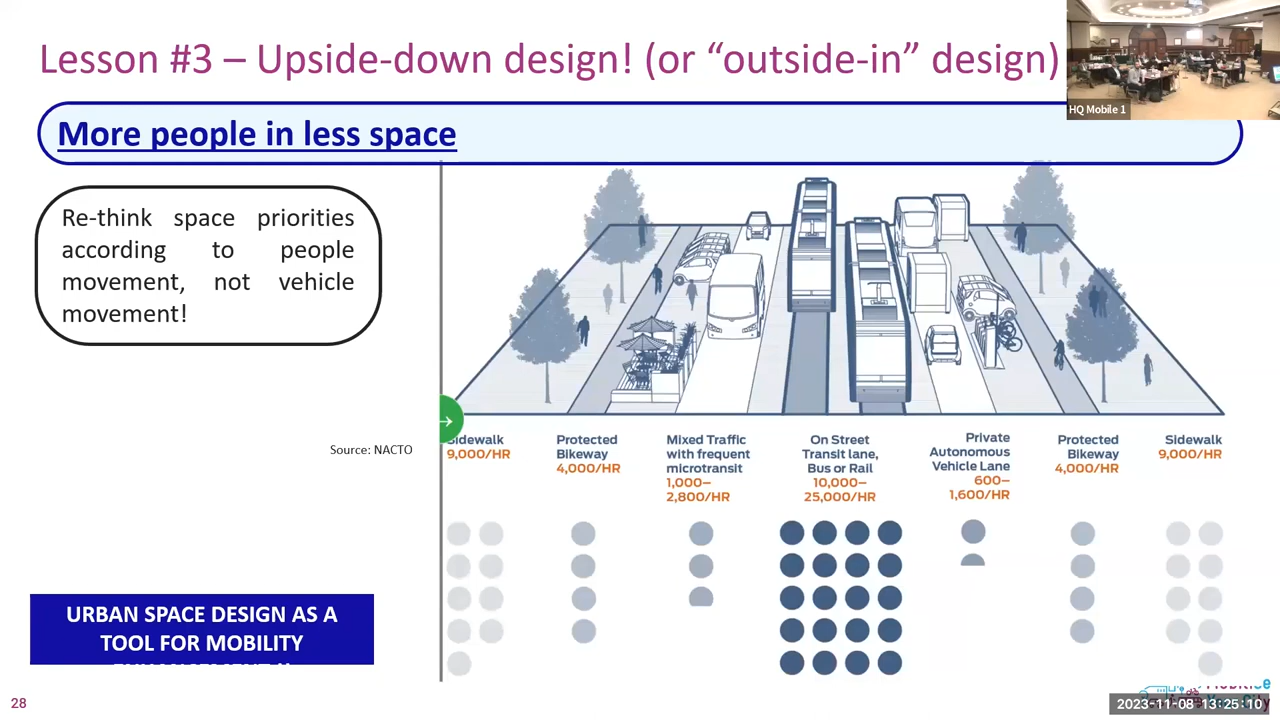 Lesson #3 – Upside-down design! (or “outside-in” design)
HQ Mobile 1
More people in less space
Re-think space priorities
according to people
movement, not vehicle
movement!
Source: NACTO
Sidewalk
9,000/HR
Protected
Bikeway
4,000/HR
Mixed Traffic
with frequent
microtransit
1,000–
2,800/HR
On Street
Transit lane,
Bus or Rail
10,000–
25,000/HR
Private
Autonomous
Vehicle Lane
600–
1,600/HR
Protected
Bikeway
4,000/HR
Sidewalk
9,000/HR
URBAN SPACE DESIGN AS A
TOOL FOR MOBILITY
28
2023-11-08 13:25:10